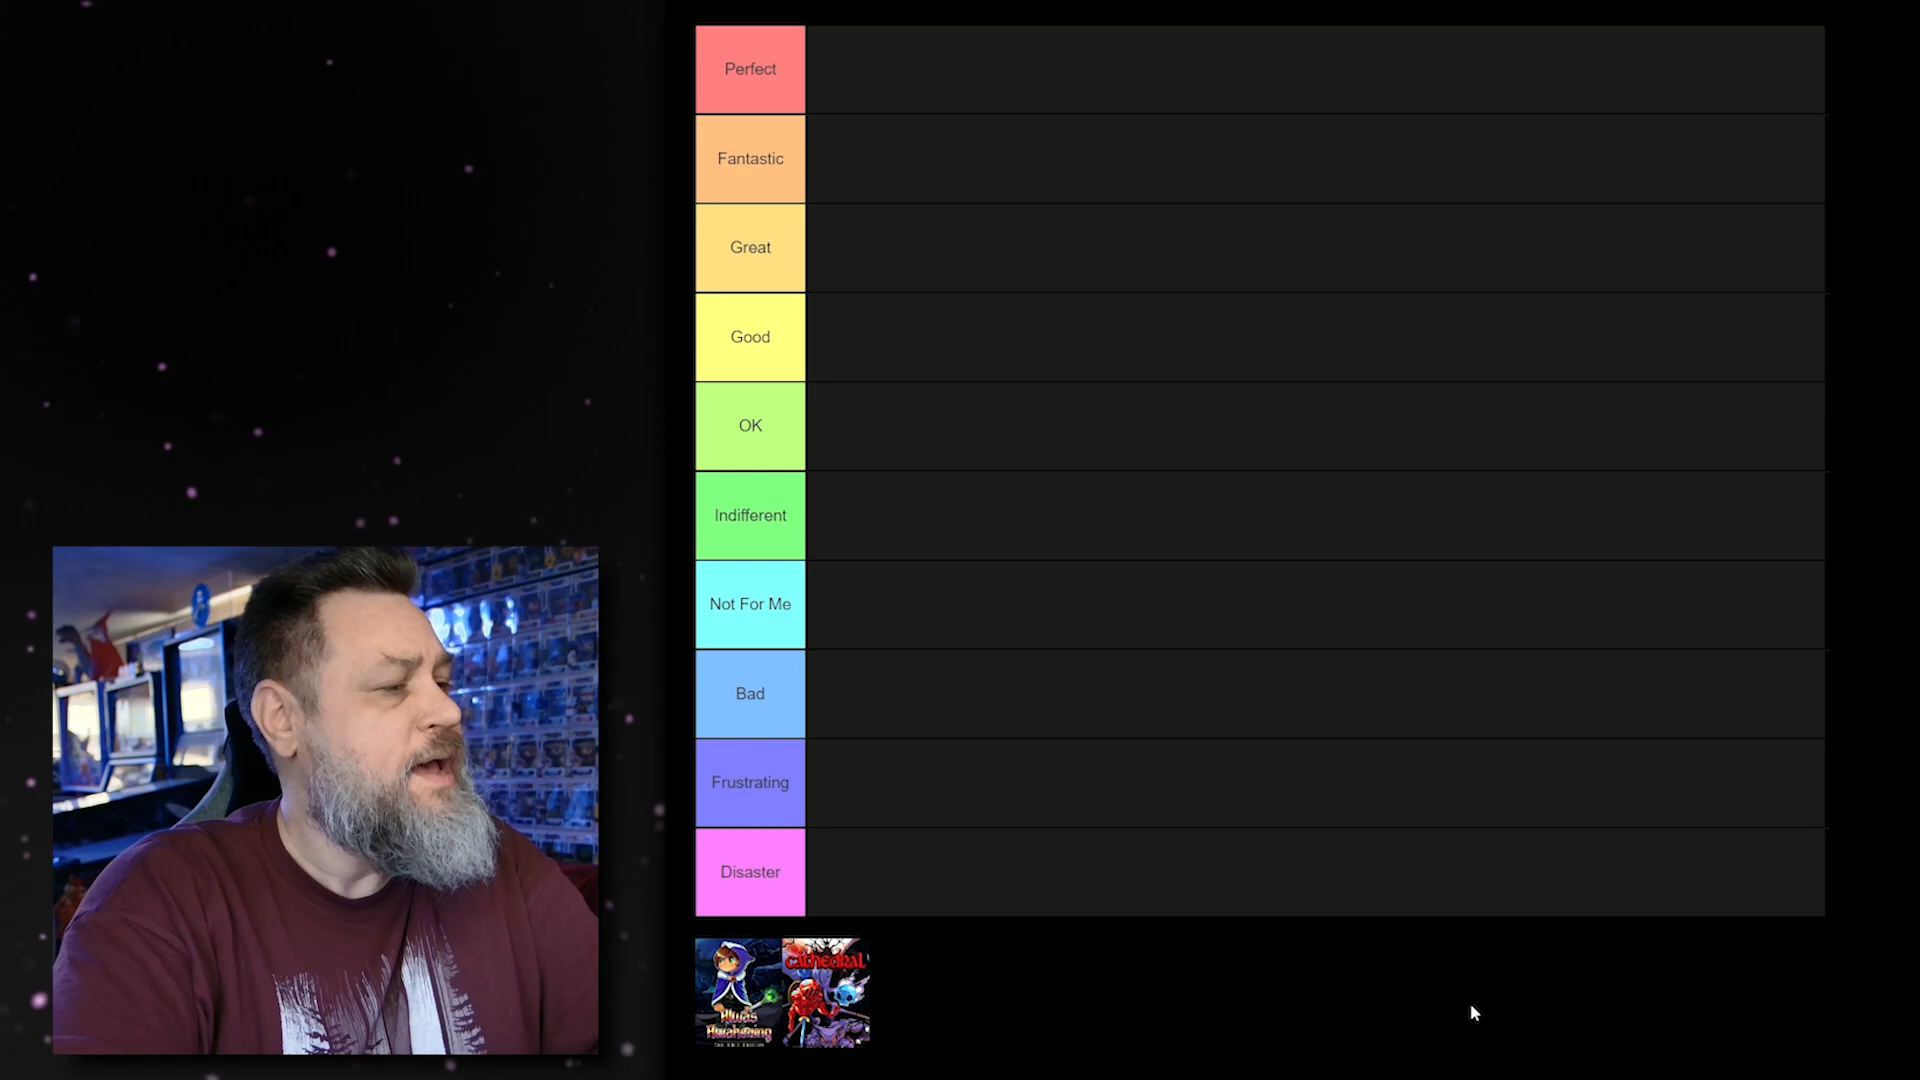 Perfect
Fantastic
Great
Good
OK
Indifferent
Not For Me
Bad
Frustrating
Disaster
Alwa's
Awakening
Cathedral